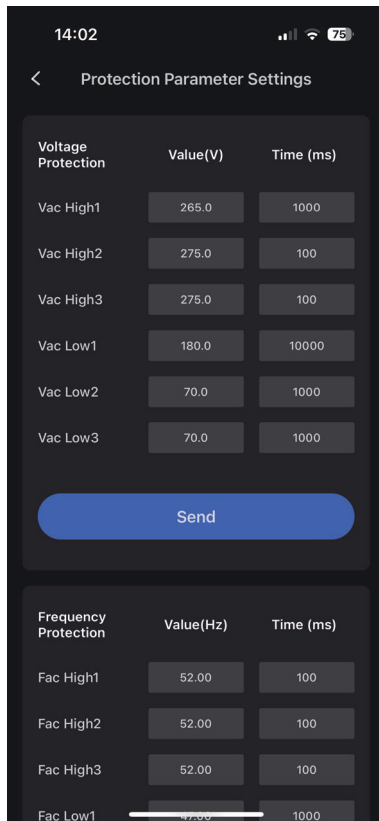 14:02 75
Protection Parameter Settings
Voltage Protection Value(V) Time (ms)
Vac High1 265.0 1000
Vac High2 275.0 100
Vac High3 275.0 100
Vac Low1 180.0 10000
Vac Low2 70.0 1000
Vac Low3 70.0 1000
Send
Frequency Protection Value(Hz) Time (ms)
Fac High1 52.00 100
Fac High2 52.00 100
Fac High3 52.00 100
Fac Low1 47.00 1000